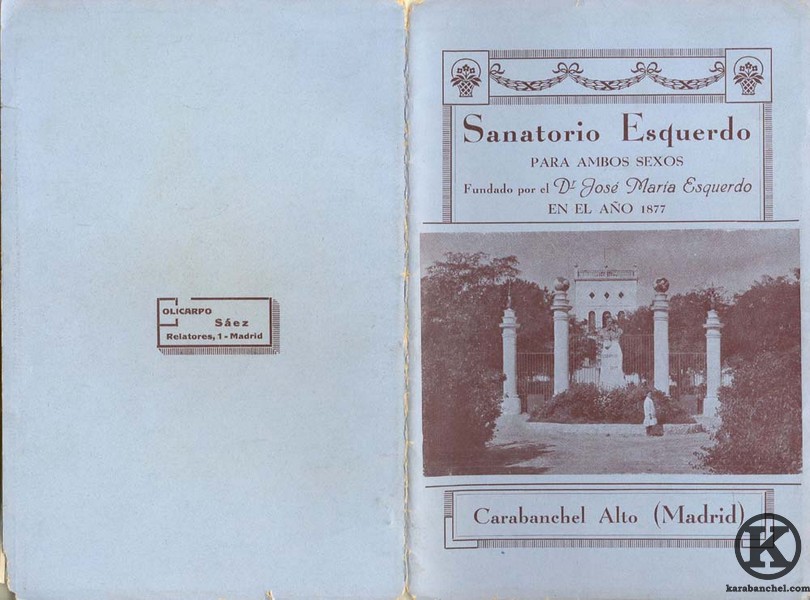 OLICARPO
Sáez
Relatores, 1 - Madrid
Sanatorio Esquerdo
PARA AMBOS SEXOS
Fundado por el Dr José María Esquerdo
EN EL AÑO 1877
Carabanchel Alto (Madrid)
K
karabanchel.com